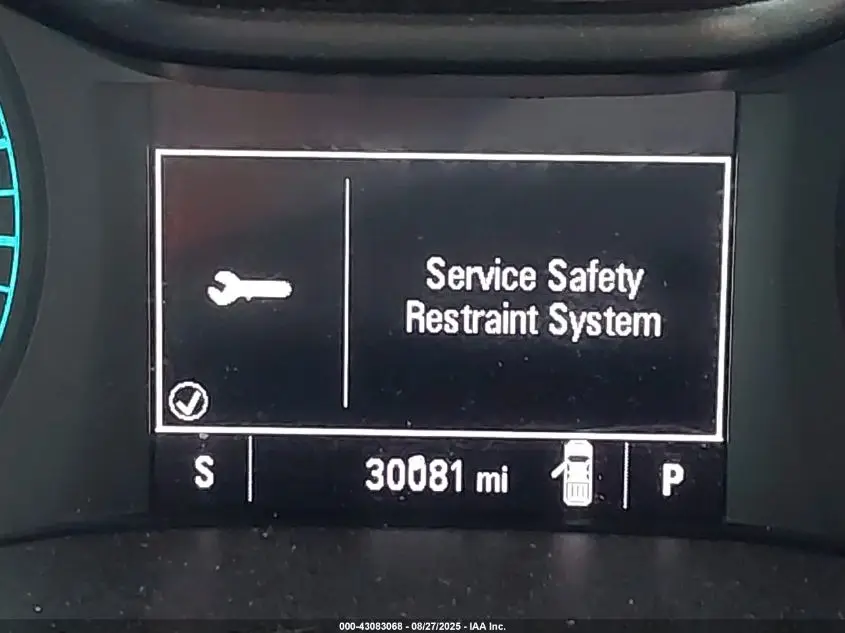 Service Safety
Restraint System
S 30081 mi P
000-43083068 - 08/27/2025 - IAA Inc.